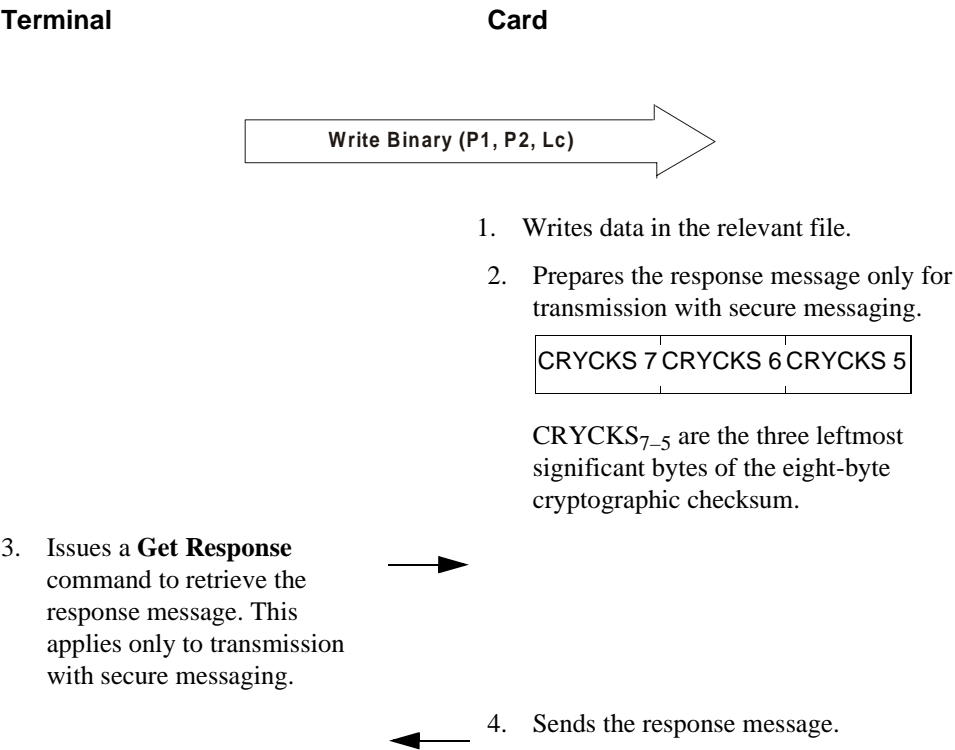 Terminal Card
Write Binary (P1, P2, Lc)
1. Writes data in the relevant file.
2. Prepares the response message only for
transmission with secure messaging.
CRYCKS 7 CRYCKS 6 CRYCKS 5
CRYCKS7–5 are the three leftmost
significant bytes of the eight-byte
cryptographic checksum.
3. Issues a Get Response
command to retrieve the
response message. This
applies only to transmission
with secure messaging.
4. Sends the response message.